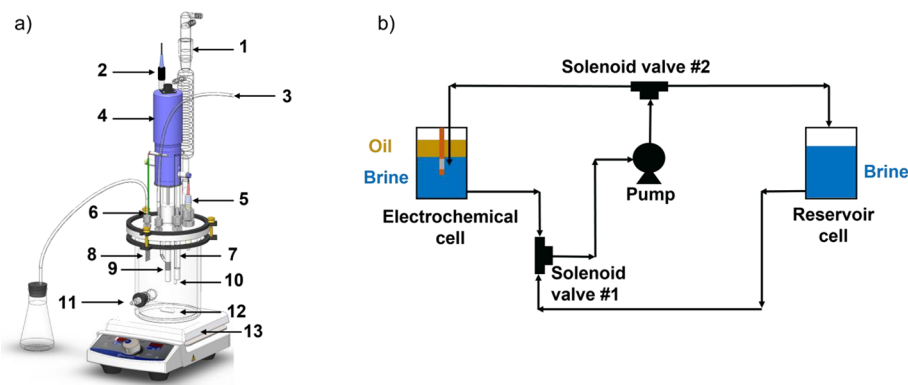 a)
1
2
3
4
5
6
7
8
9
10
11
12
13
b)
Solenoid valve #2
Oil
Brine
Pump
Brine
Electrochemical
cell
Reservoir
cell
Solenoid
valve #1